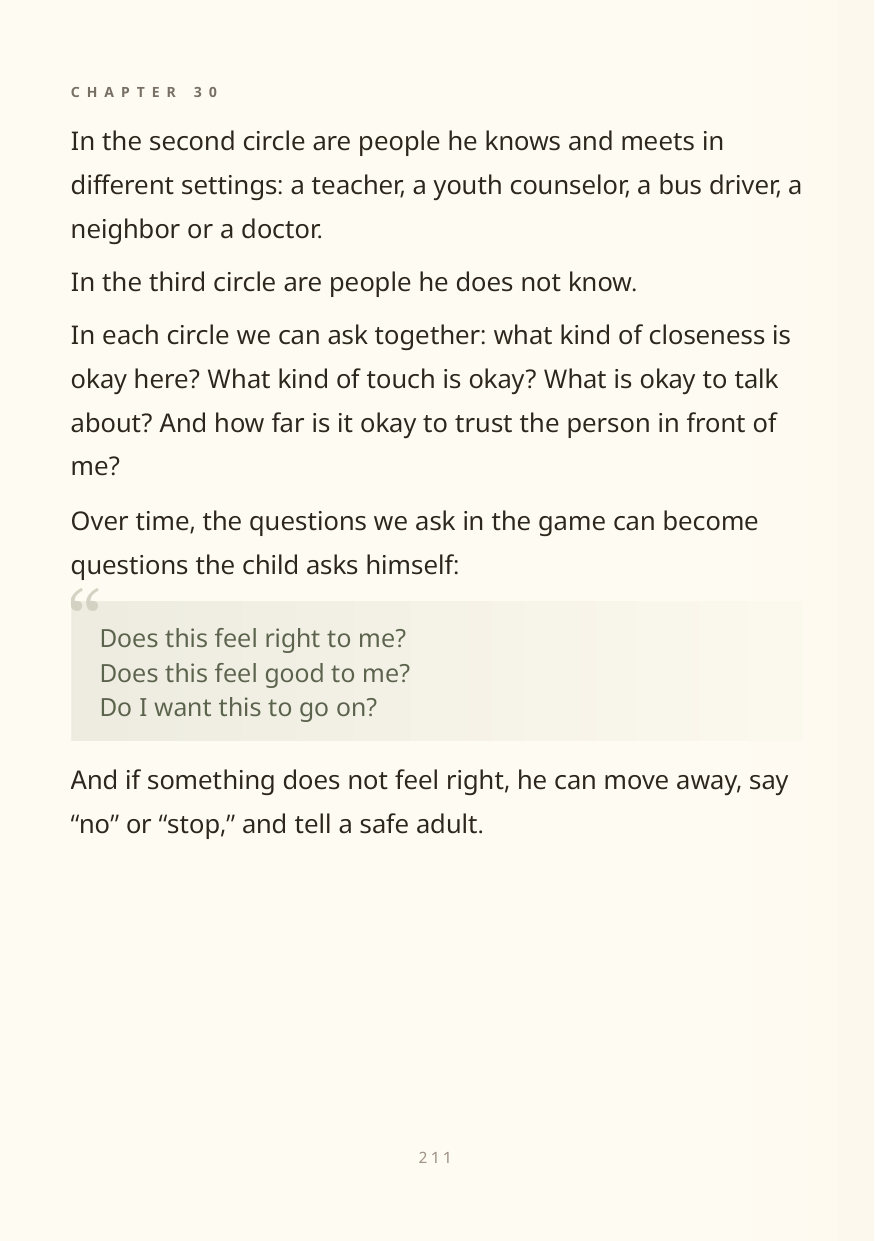 CHAPTER 30
In the second circle are people he knows and meets in
different settings: a teacher, a youth counselor, a bus driver, a
neighbor or a doctor.
In the third circle are people he does not know.
In each circle we can ask together: what kind of closeness is
okay here? What kind of touch is okay? What is okay to talk
about? And how far is it okay to trust the person in front of
me?
Over time, the questions we ask in the game can become
questions the child asks himself:
“
Does this feel right to me?
Does this feel good to me?
Do I want this to go on?
And if something does not feel right, he can move away, say
“no” or “stop,” and tell a safe adult.
211